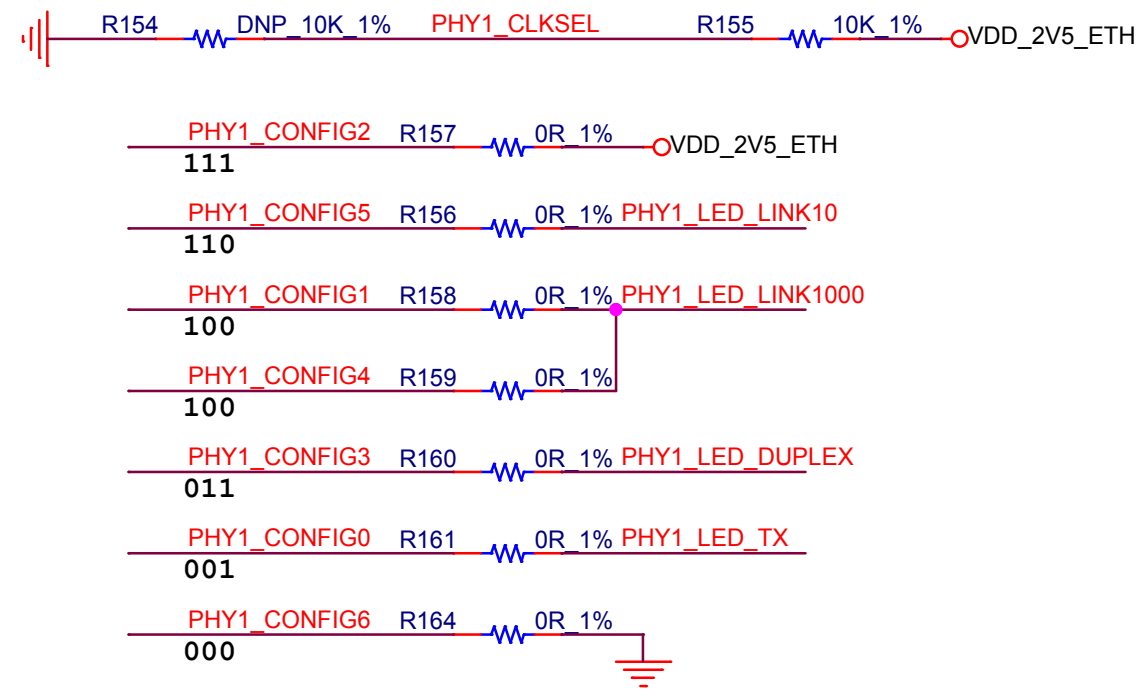 R154 DNP_10K_1% PHY1_CLKSEL R155 10K_1% VDD_2V5_ETH
PHY1_CONFIG2 R157 0R_1% VDD_2V5_ETH
111
PHY1_CONFIG5 R156 0R_1% PHY1_LED_LINK10
110
PHY1_CONFIG1 R158 0R_1% PHY1_LED_LINK1000
100
PHY1_CONFIG4 R159 0R_1%
100
PHY1_CONFIG3 R160 0R_1% PHY1_LED_DUPLEX
011
PHY1_CONFIG0 R161 0R_1% PHY1_LED_TX
001
PHY1_CONFIG6 R164 0R_1%
000